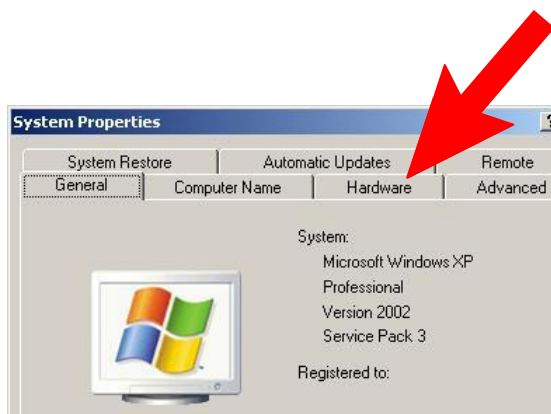 System Properties
System Restore Automatic Updates Remote
General Computer Name Hardware Advanced
System:
Microsoft Windows XP
Professional
Version 2002
Service Pack 3
Registered to: